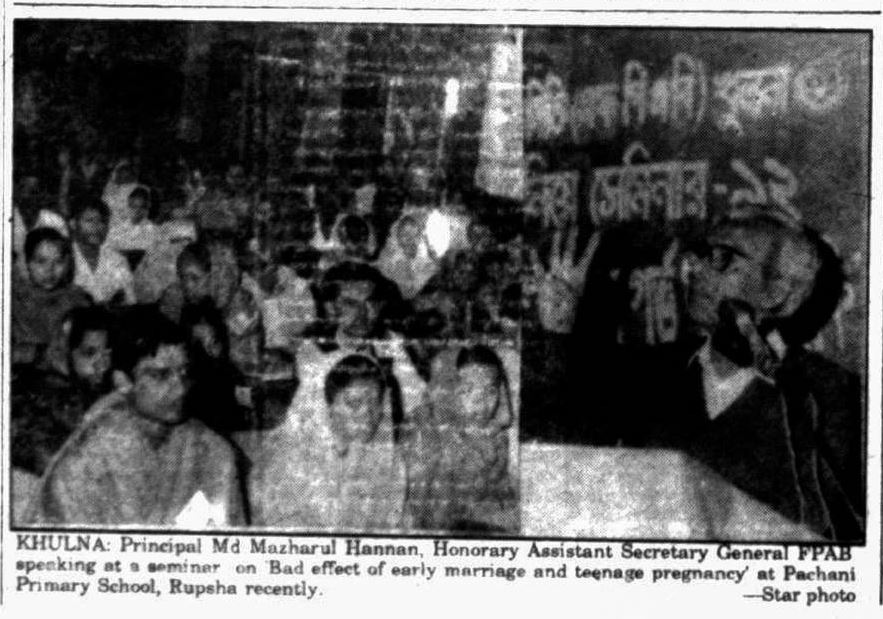 স্কুল
সেমিনার - ৯৯
KHULNA: Principal Md Mazharul Hannan, Honorary Assistant Secretary General FPAB
speaking at a seminar on 'Bad effect of early marriage and teenage pregnancy' at Pachani
Primary School, Rupsha recently.
—Star photo